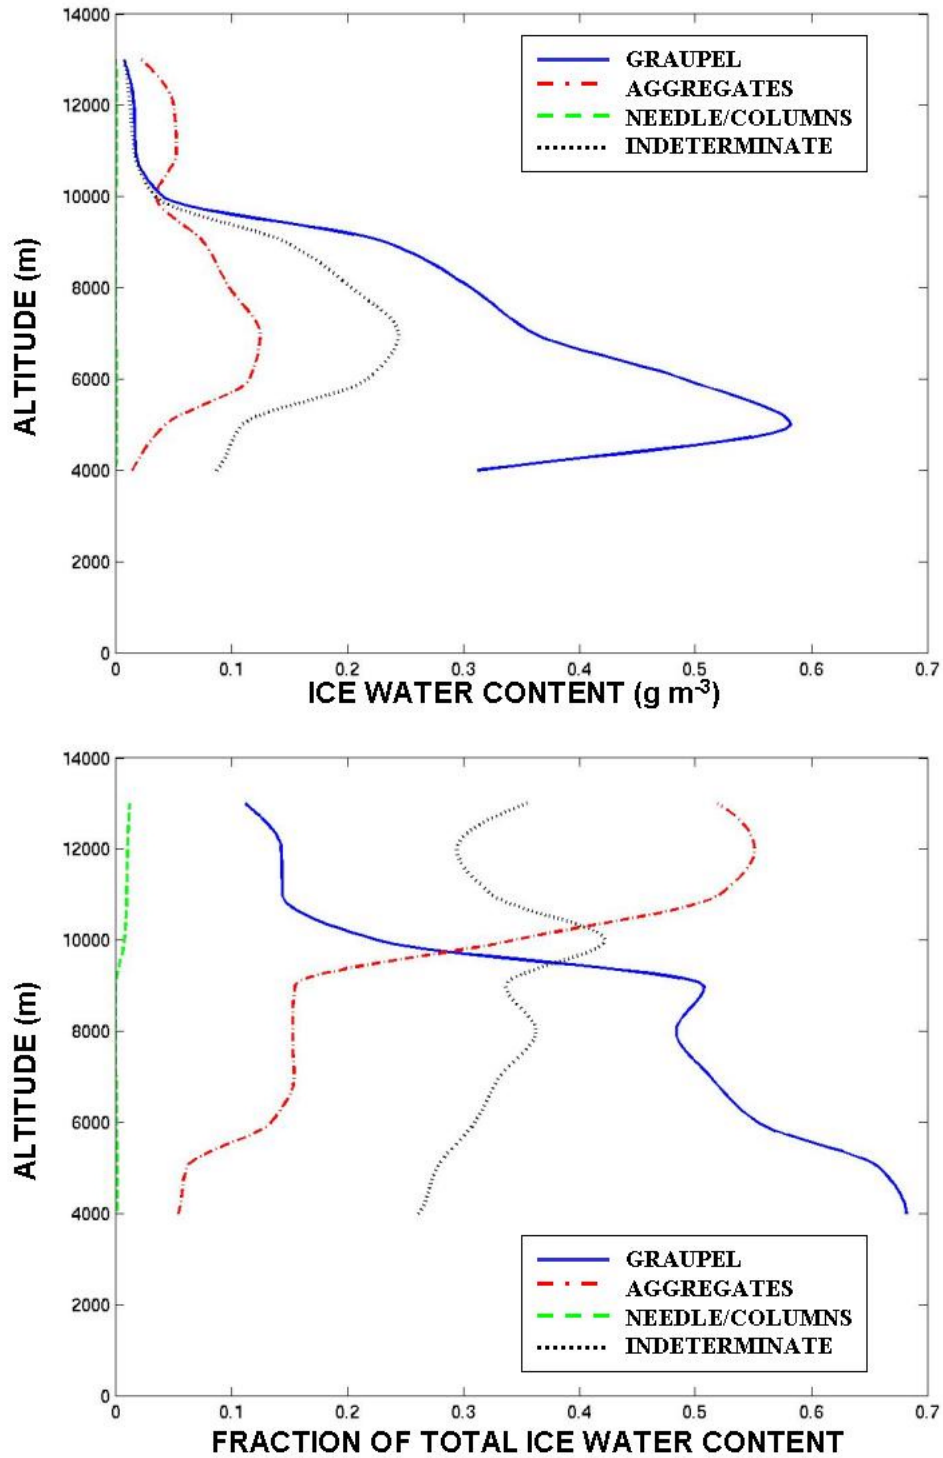 14000
12000
10000
8000
6000
4000
2000
0
ALTITUDE (m)
GRAUPEL
AGGREGATES
NEEDLE/COLUMNS
INDETERMINATE
0 0.1 0.2 0.3 0.4 0.5 0.6 0.7
ICE WATER CONTENT (g m-3)
14000
12000
10000
8000
6000
4000
2000
0
ALTITUDE (m)
GRAUPEL
AGGREGATES
NEEDLE/COLUMNS
INDETERMINATE
0 0.1 0.2 0.3 0.4 0.5 0.6 0.7
FRACTION OF TOTAL ICE WATER CONTENT